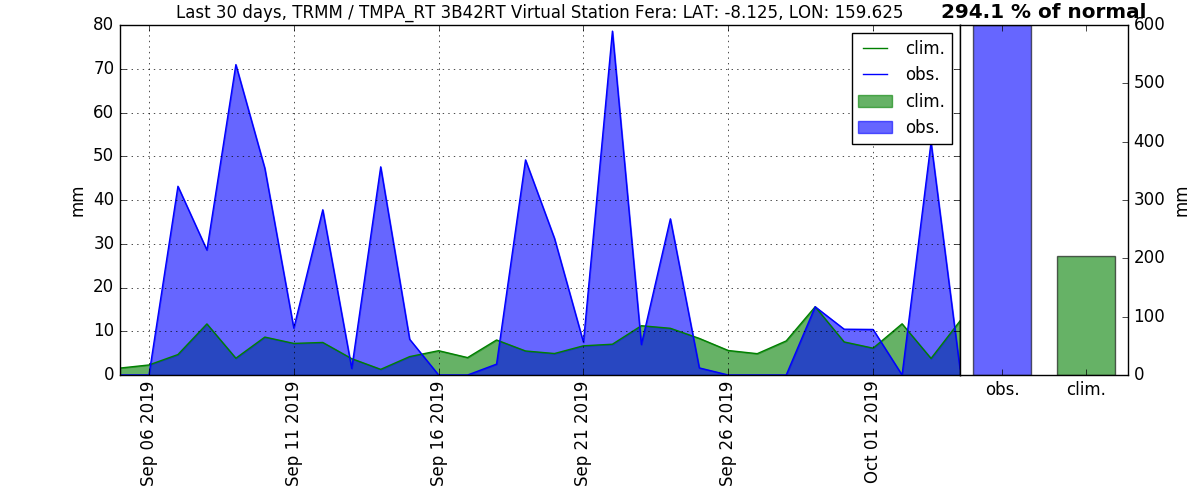 Last 30 days, TRMM / TMPA_RT 3B42RT Virtual Station Fera: LAT: -8.125, LON: 159.625
294.1 % of normal
80
70
60
50
40
30
20
10
0
mm
clim.
obs.
clim.
obs.
600
500
400
300
200
100
0
mm
obs.
clim.
Sep 06 2019
Sep 11 2019
Sep 16 2019
Sep 21 2019
Sep 26 2019
Oct 01 2019